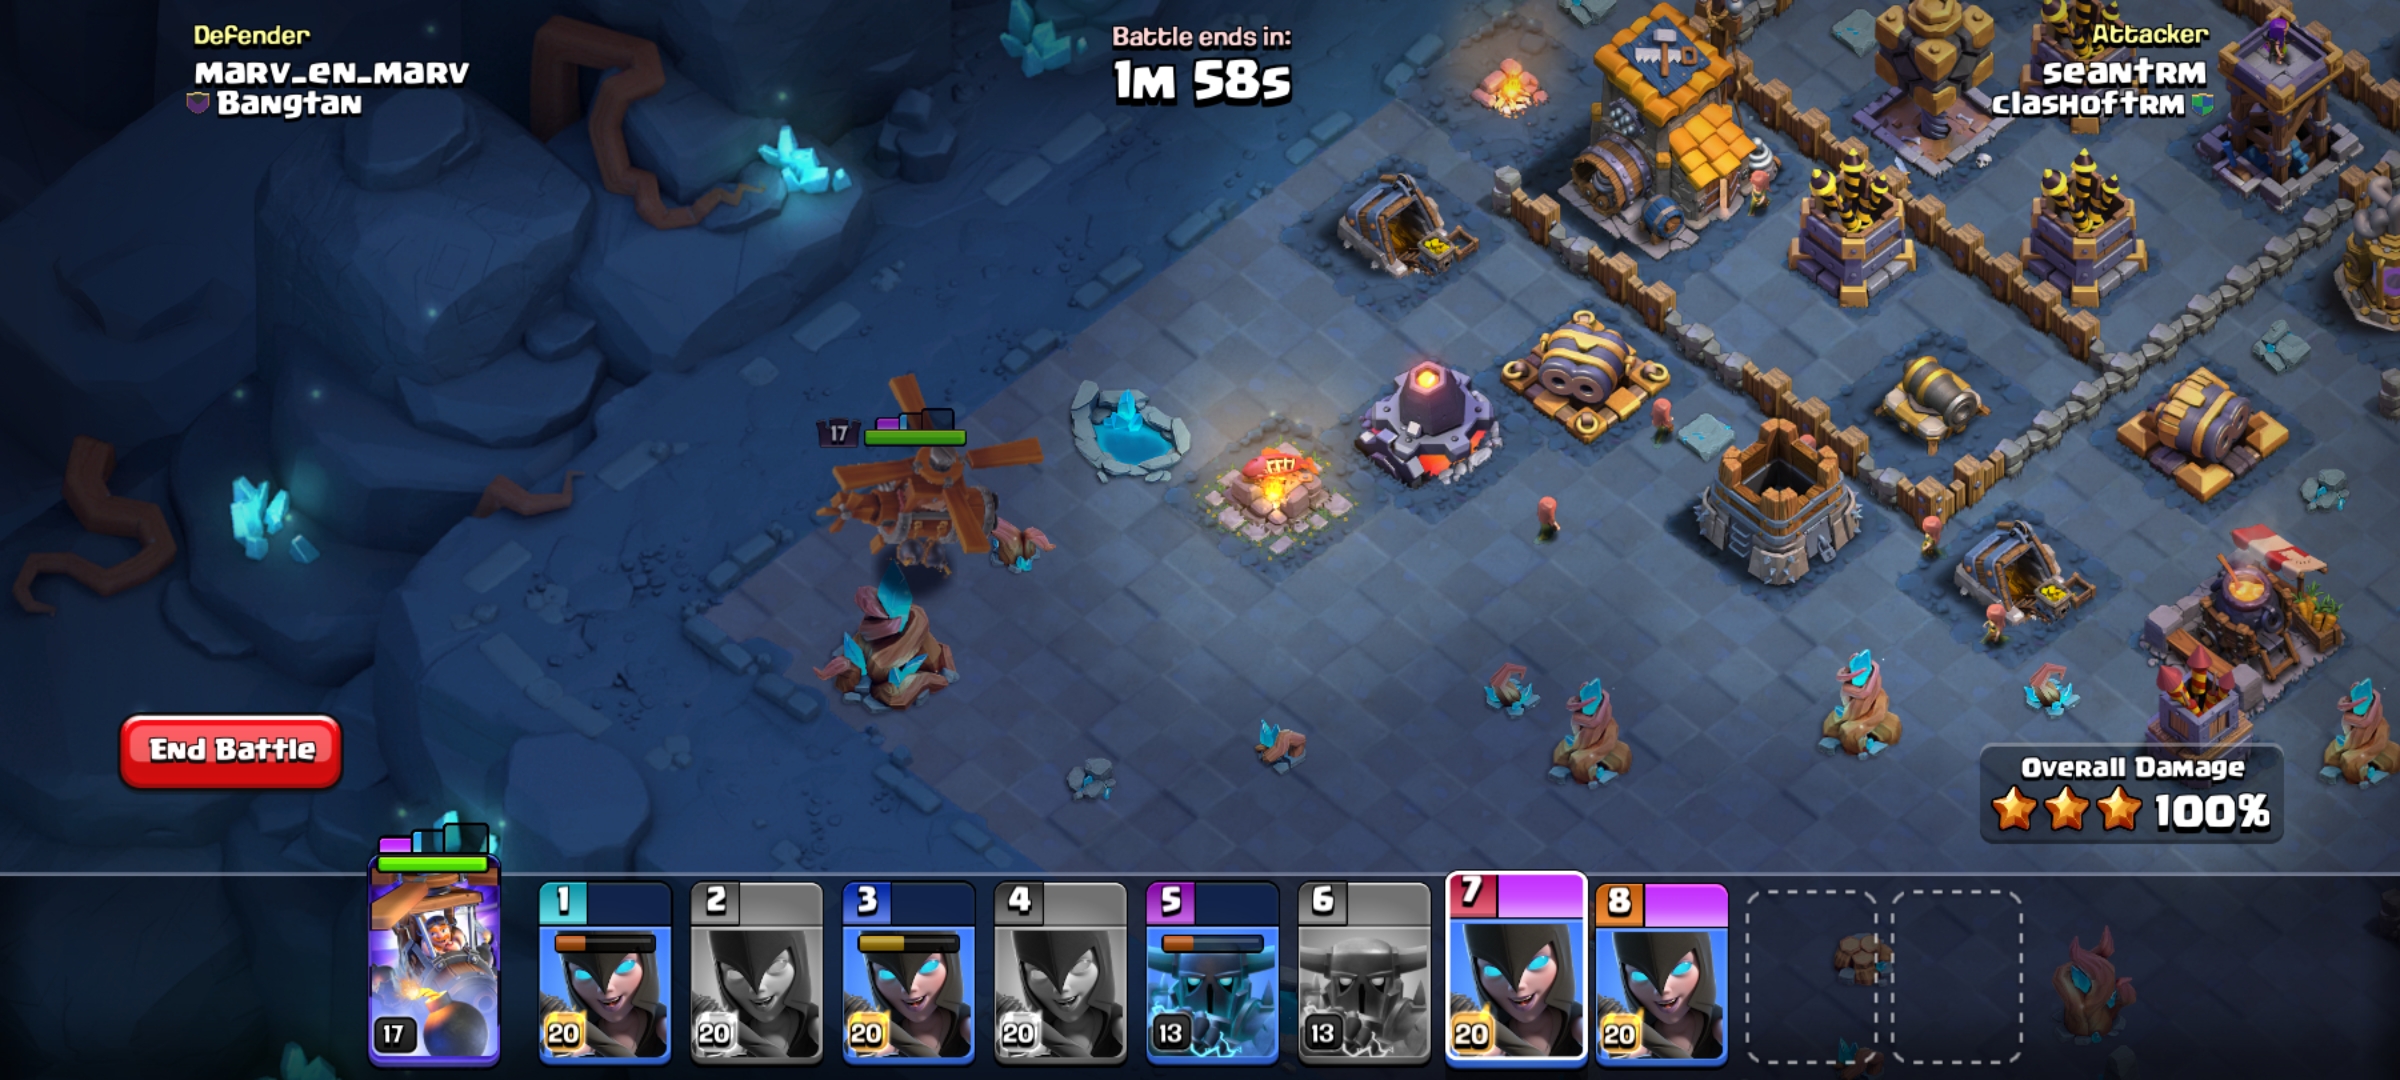 Defender
marv_en_marv
Bangtan
Battle ends in:
1m 58s
Attacker
seantrm
clashoftrm
17
End Battle
Overall Damage
100%
17
1
20
2
20
3
20
4
20
5
13
6
13
7
20
8
20